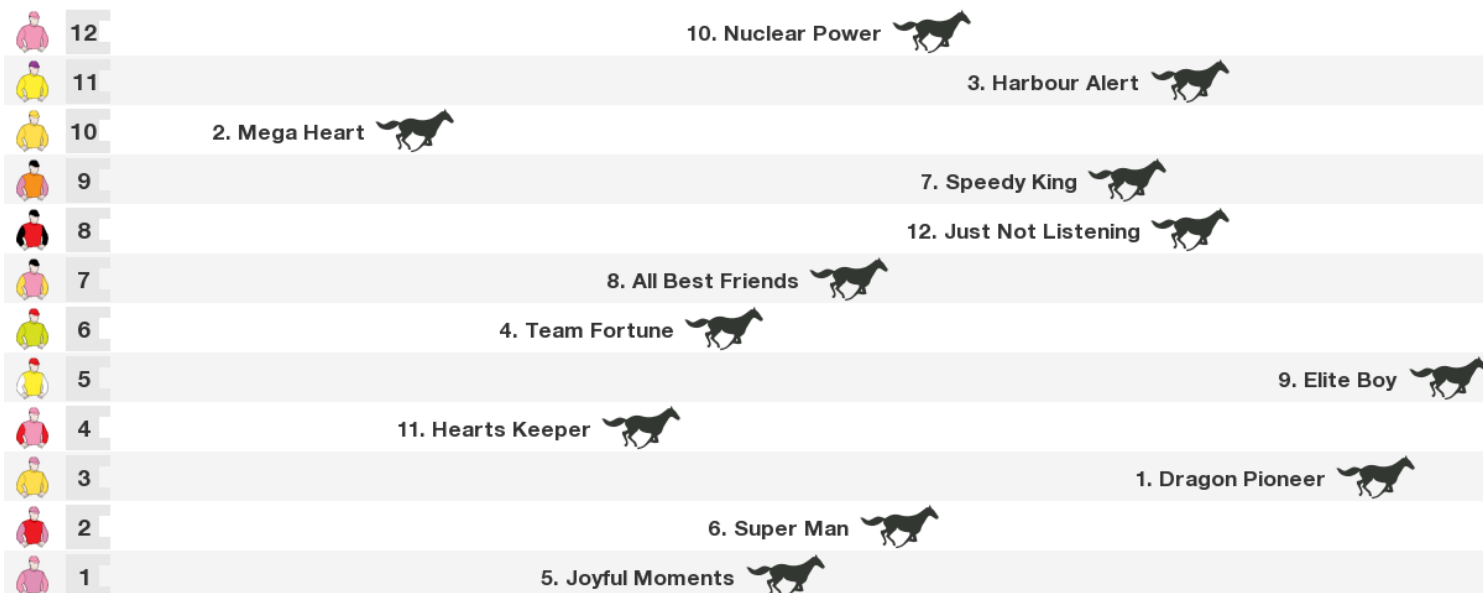 12 10. Nuclear Power
11 3. Harbour Alert
10 2. Mega Heart
9 7. Speedy King
8 12. Just Not Listening
7 8. All Best Friends
6 4. Team Fortune
5 9. Elite Boy
4 11. Hearts Keeper
3 1. Dragon Pioneer
2 6. Super Man
1 5. Joyful Moments